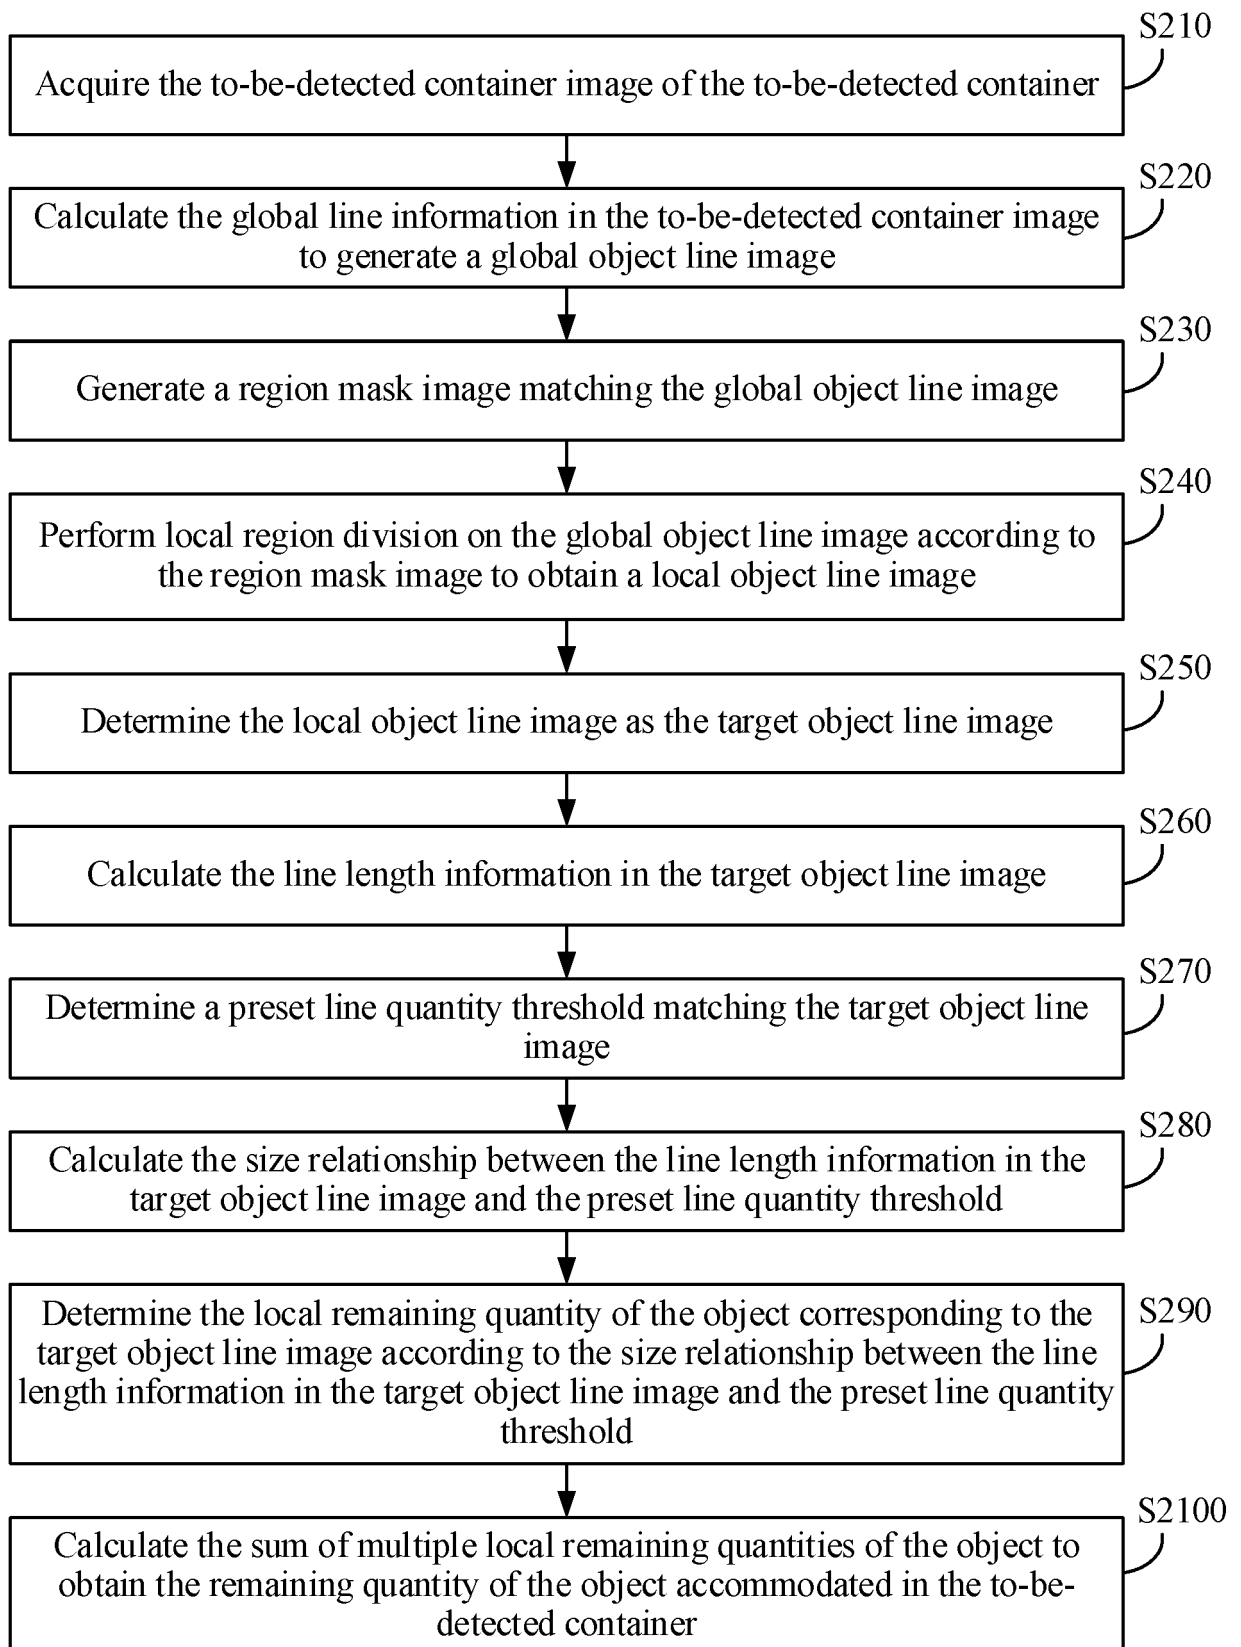 S210
Acquire the to-be-detected container image of the to-be-detected container
S220
Calculate the global line information in the to-be-detected container image
to generate a global object line image
S230
Generate a region mask image matching the global object line image
S240
Perform local region division on the global object line image according to
the region mask image to obtain a local object line image
S250
Determine the local object line image as the target object line image
S260
Calculate the line length information in the target object line image
S270
Determine a preset line quantity threshold matching the target object line
image
S280
Calculate the size relationship between the line length information in the
target object line image and the preset line quantity threshold
S290
Determine the local remaining quantity of the object corresponding to the
target object line image according to the size relationship between the line
length information in the target object line image and the preset line quantity
threshold
S2100
Calculate the sum of multiple local remaining quantities of the object to
obtain the remaining quantity of the object accommodated in the to-be-
detected container